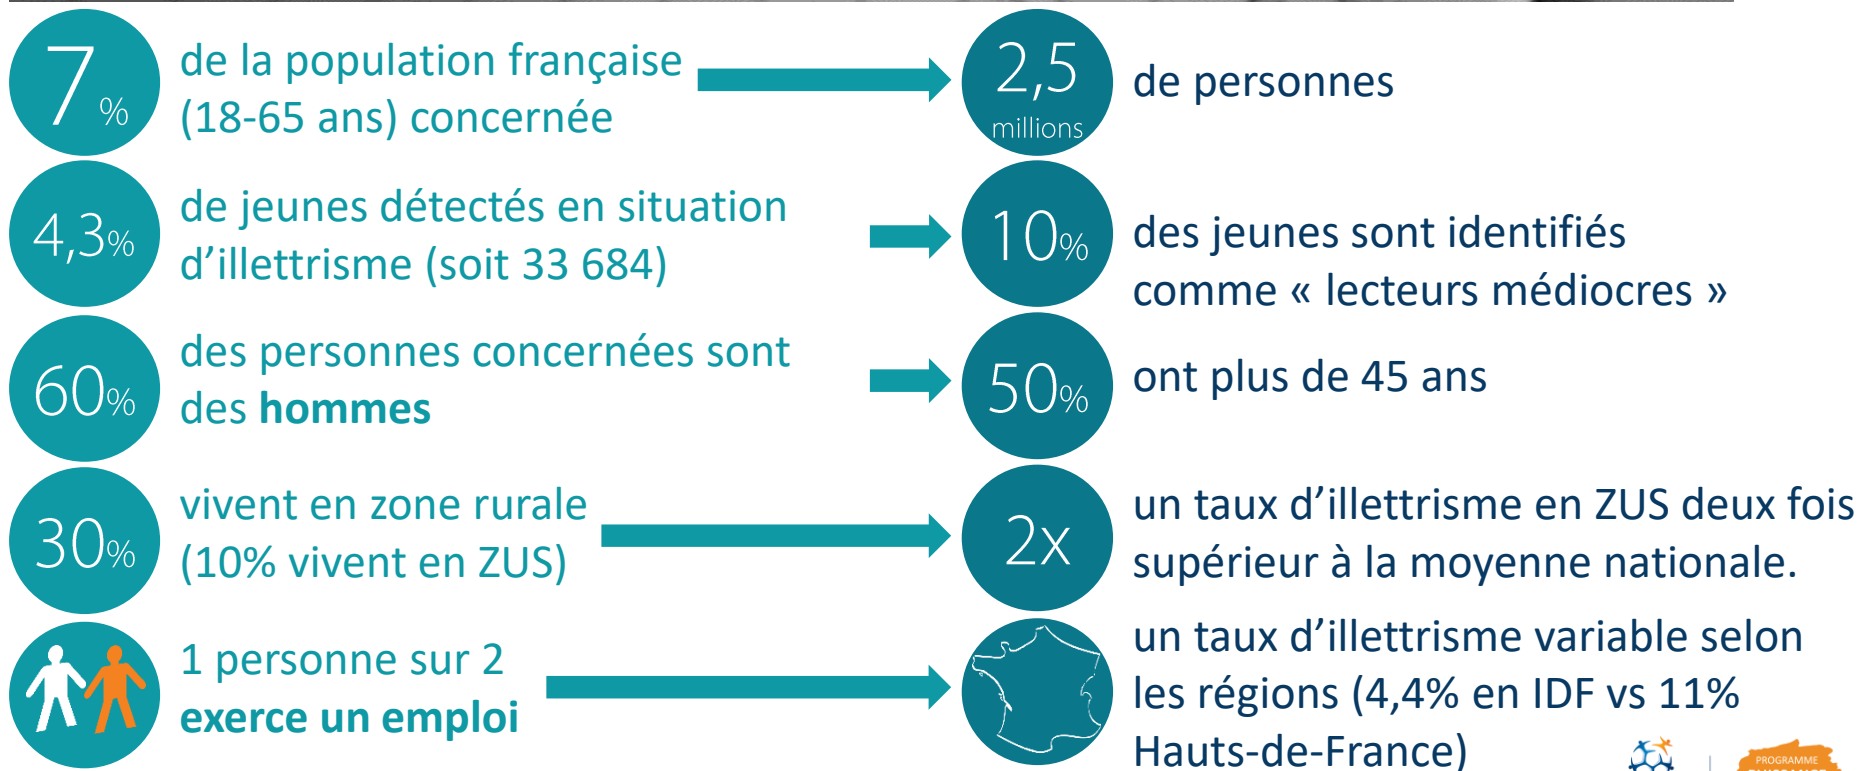 7 %
de la population française
(18-65 ans) concernée
2,5
millions
de personnes
4,3%
de jeunes détectés en situation
d’illettrisme (soit 33 684)
10%
des jeunes sont identifiés
comme « lecteurs médiocres »
60%
des personnes concernées sont
des hommes
50%
ont plus de 45 ans
30%
vivent en zone rurale
(10% vivent en ZUS)
2x
un taux d’illettrisme en ZUS deux fois
supérieur à la moyenne nationale.
1 personne sur 2
exerce un emploi
un taux d’illettrisme variable selon
les régions (4,4% en IDF vs 11%
Hauts-de-France)
PROGRAMME